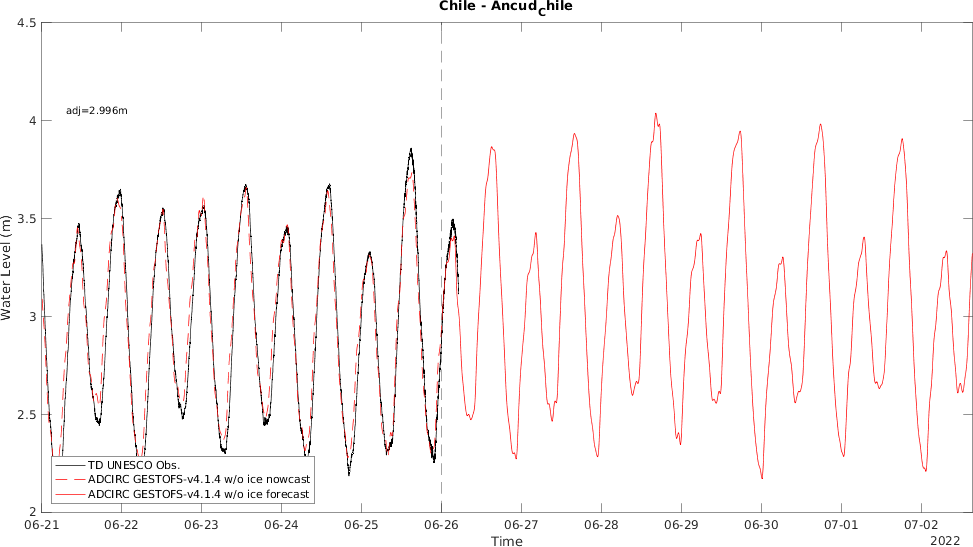 Chile - Ancud_Chile
4.5
4
3.5
3
2.5
2
Water Level (m)
adj=2.996m
TD UNESCO Obs.
ADCIRC GESTOFS-v4.1.4 w/o ice nowcast
ADCIRC GESTOFS-v4.1.4 w/o ice forecast
06-21 06-22 06-23 06-24 06-25 06-26 06-27 06-28 06-29 06-30 07-01 07-02
Time
2022